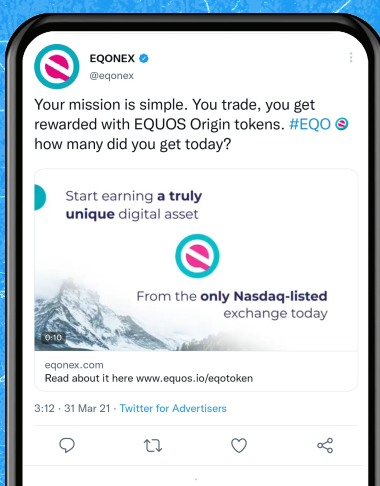 EQONEX
@eqonex
Your mission is simple. You trade, you get
rewarded with EQUOS Origin tokens. #EQO
how many did you get today?
Start earning a truly
unique digital asset
From the only Nasdaq-listed
exchange today
0:10
eqonex.com
Read about it here www.equos.io/eqotoken
3:12 · 31 Mar 21 · Twitter for Advertisers